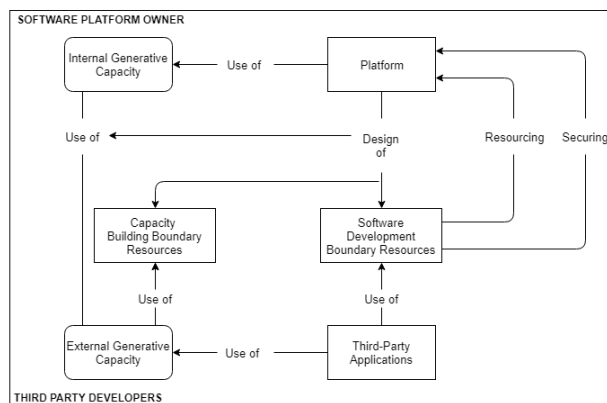 SOFTWARE PLATFORM OWNER
Internal Generative
Capacity
Use of
Platform
Use of
Design
of
Resourcing
Securing
Capacity
Building Boundary
Resources
Software
Development
Boundary Resources
Use of
Use of
External Generative
Capacity
Use of
Third-Party
Applications
THIRD PARTY DEVELOPERS